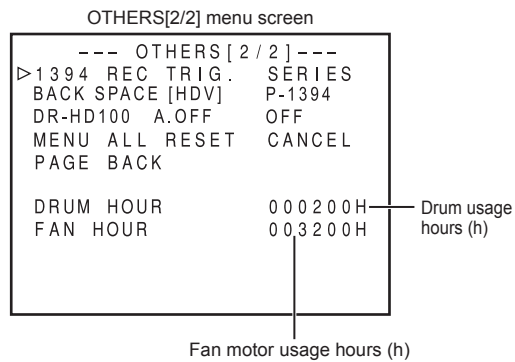 OTHERS[2/2] menu screen
--- OTHERS[2/2]---
▷1394 REC TRIG. SERIES
BACK SPACE [HDV] P-1394
DR-HD100 A.OFF OFF
MENU ALL RESET CANCEL
PAGE BACK
DRUM HOUR 000200H
FAN HOUR 003200H
Drum usage
hours (h)
Fan motor usage hours (h)